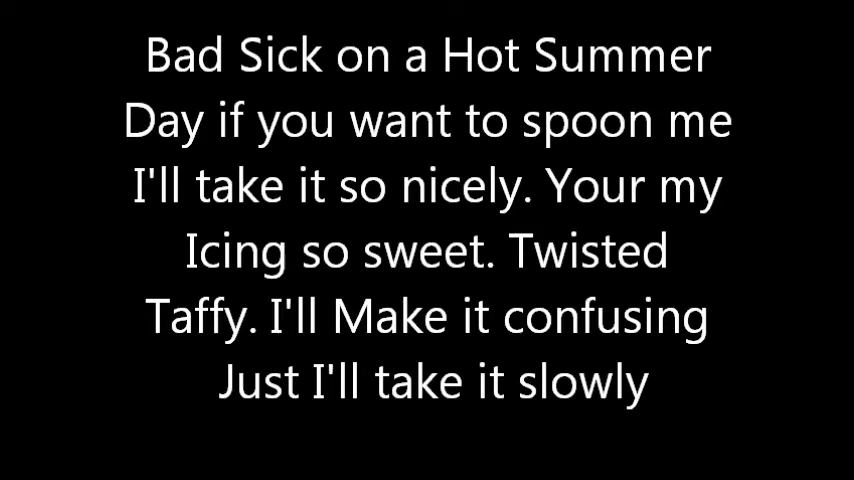 Bad Sick on a Hot Summer
Day if you want to spoon me
I'll take it so nicely. Your my
Icing so sweet. Twisted
Taffy. I'll Make it confusing
Just I'll take it slowly